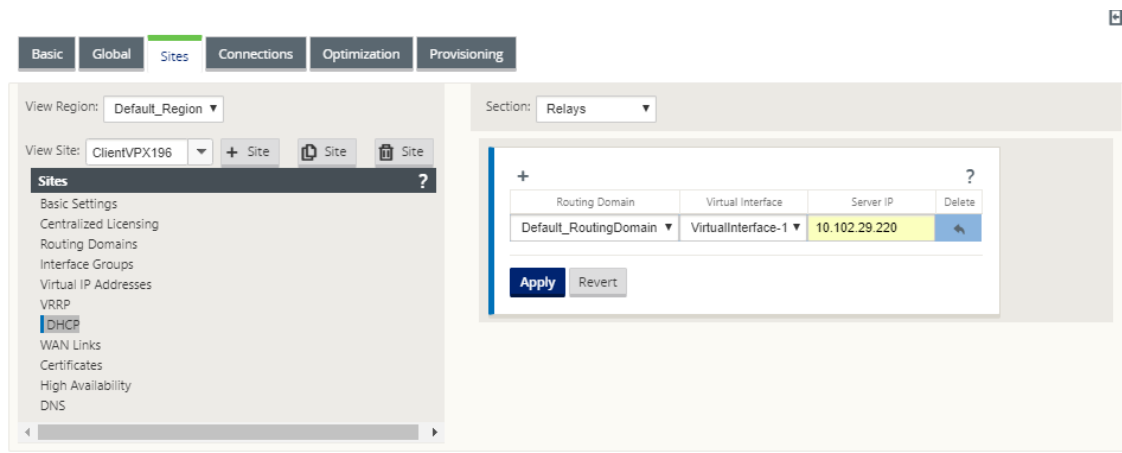 Basic Global Sites Connections Optimization Provisioning
View Region: Default_Region
Section: Relays
View Site: ClientVPX196 + Site Site Site
Sites ?
Basic Settings
Centralized Licensing
Routing Domains
Interface Groups
Virtual IP Addresses
VRRP
DHCP
WAN Links
Certificates
High Availability
DNS
+ ?
Routing Domain Virtual Interface Server IP Delete
Default_RoutingDomain VirtualInterface-1 10.102.29.220
Apply Revert